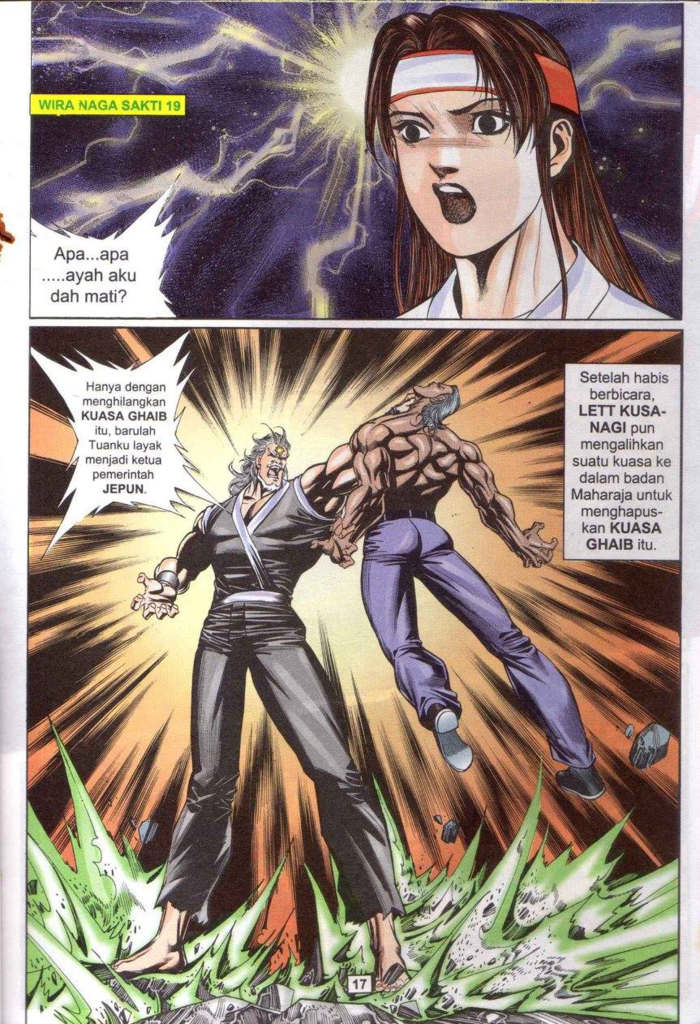 WIRA NAGA SAKTI 19
Apa...apa
.....ayah aku
dah mati?
Hanya dengan
menghilangkan
KUASA GHAIB
itu, barulah
Tuanku layak
menjadi ketua
pemerintah
JEPUN.
Setelah habis
berbicara,
LETT KUSA-
NAGI pun
mengalihkan
suatu kuasa ke
dalam badan
Maharaja untuk
menghapus-
kan KUASA
GHAIB itu.
17